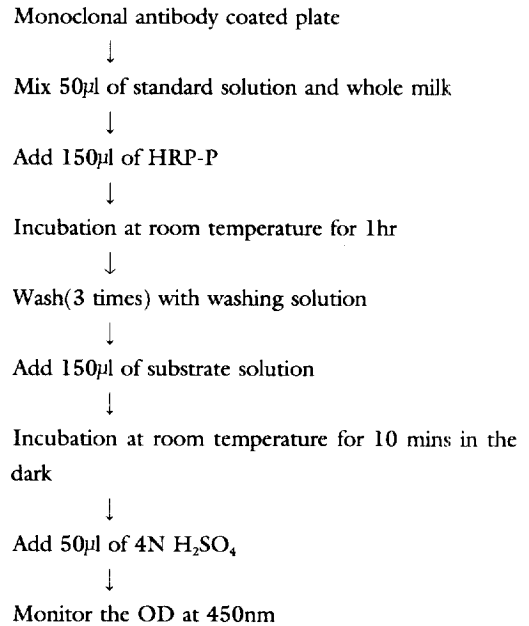 Monoclonal antibody coated plate
↓
Mix 50μl of standard solution and whole milk
↓
Add 150μl of HRP-P
↓
Incubation at room temperature for 1hr
↓
Wash(3 times) with washing solution
↓
Add 150μl of substrate solution
↓
Incubation at room temperature for 10 mins in the
dark
↓
Add 50μl of 4N H₂SO₄
↓
Monitor the OD at 450nm